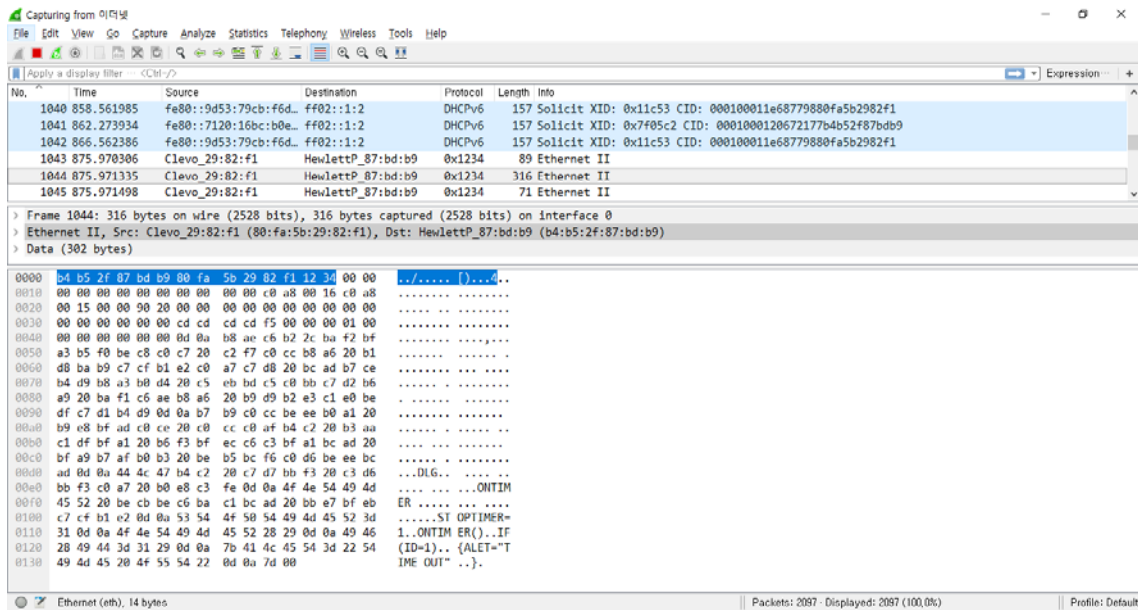 Capturing from 이더넷
File Edit View Go Capture Analyze Statistics Telephony Wireless Tools Help
Apply a display filter ··· <Ctrl-/>
Expression··· +
No. Time Source Destination Protocol Length Info
1040 858.561985 fe80::9d53:79cb:f6d… ff02::1:2 DHCPv6 157 Solicit XID: 0x11c53 CID: 000100011e68779880fa5b2982f1
1041 862.273934 fe80::7120:16bc:b0e… ff02::1:2 DHCPv6 157 Solicit XID: 0x7f05c2 CID: 0001000120672177b4b52f87bdb9
1042 866.562386 fe80::9d53:79cb:f6d… ff02::1:2 DHCPv6 157 Solicit XID: 0x11c53 CID: 000100011e68779880fa5b2982f1
1043 875.970306 Clevo_29:82:f1 HewlettP_87:bd:b9 0x1234 89 Ethernet II
1044 875.971335 Clevo_29:82:f1 HewlettP_87:bd:b9 0x1234 316 Ethernet II
1045 875.971498 Clevo_29:82:f1 HewlettP_87:bd:b9 0x1234 71 Ethernet II
> Frame 1044: 316 bytes on wire (2528 bits), 316 bytes captured (2528 bits) on interface 0
> Ethernet II, Src: Clevo_29:82:f1 (80:fa:5b:29:82:f1), Dst: HewlettP_87:bd:b9 (b4:b5:2f:87:bd:b9)
> Data (302 bytes)
0000 b4 b5 2f 87 bd b9 80 fa 5b 29 82 f1 12 34 00 00 ../..... [)...4..
0010 00 00 00 00 00 00 00 00 00 00 c0 a8 00 16 c0 a8 ........ ........
0020 00 15 00 00 90 20 00 00 00 00 00 00 00 00 00 00 ..... .. ........
0030 00 00 00 00 00 00 cd cd cd cd f5 00 00 00 01 00 ........ ........
0040 00 00 00 00 00 00 0d 0a b8 ae c6 b2 2c ba f2 bf ........ ....,...
0050 a3 b5 f0 be c8 c0 c7 20 c2 f7 c0 cc b8 a6 20 b1 ....... ...... .
0060 d8 ba b9 c7 cf b1 e2 c0 a7 c7 d8 20 bc ad b7 ce ........ ... ....
0070 b4 d9 b8 a3 b0 d4 20 c5 eb bd c5 c0 bb c7 d2 b6 ...... . ........
0080 a9 20 ba f1 c6 ae b8 a6 20 b9 d9 b2 e3 c1 e0 be . ...... .......
0090 df c7 d1 b4 d9 0d 0a b7 b9 c0 cc be ee b0 a1 20 ........ .......
00a0 b9 e8 bf ad c0 ce 20 c0 cc c0 af b4 c2 20 b3 aa ...... . ..... ..
00b0 c1 df bf a1 20 b6 f3 bf ec c6 c3 bf a1 bc ad 20 .... ... .......
00c0 bf a9 b7 af b0 b3 20 be b5 bc f6 c0 d6 be ee bc ...... . ........
00d0 ad 0d 0a 44 4c 47 b4 c2 20 c7 d7 bb f3 20 c3 d6 ...DLG.. .... ..
00e0 bb f3 c0 a7 20 b0 e8 c3 fe 0d 0a 4f 4e 54 49 4d .... ... ...ONTIM
00f0 45 52 20 be cb be c6 ba c1 bc ad 20 bb e7 bf eb ER ..... ... ....
0100 c7 cf b1 e2 0d 0a 53 54 4f 50 54 49 4d 45 52 3d ......ST OPTIMER=
0110 31 0d 0a 4f 4e 54 49 4d 45 52 28 29 0d 0a 49 46 1..ONTIM ER()..IF
0120 28 49 44 3d 31 29 0d 0a 7b 41 4c 45 54 3d 22 54 (ID=1).. {ALET="T
0130 49 4d 45 20 4f 55 54 22 0d 0a 7d 00 IME OUT" ..}.
Ethernet (eth), 14 bytes
Packets: 2097 · Displayed: 2097 (100,0%)
Profile: Default